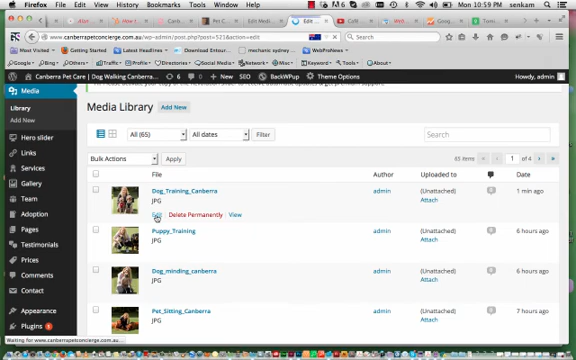 Firefox File Edit View History Bookmarks Tools Window Help
Mon 10:59 PM senkam
www.canberrapetconcierge.com.au/wp-admin/post.php?post=521&action=edit
Search
Most Visited Getting Started Latest Headlines Download Entour... mechanic sydney WebProNews
Google Bing Traffic Profile Network Misc Keyword Tools About
Canberra Pet Care | Dog Walking Canberra... 6 0 + New SEO BackWPup Theme Options
Howdy, admin
Media
Library
Add New
Hero slider
Links
Services
Gallery
Team
Adoption
Pages
Testimonials
Prices
Comments
Contact
Appearance
Plugins 1
Media Library Add New
All (65) All dates Filter
Search
Bulk Actions Apply
65 items « ‹ 1 of 4 › »
File Author Uploaded to Date
Dog_Training_Canberra admin (Unattached) 0 1 min ago
JPG Attach
Edit | Delete Permanently | View
Puppy_Training admin (Unattached) 0 6 hours ago
JPG Attach
Dog_minding_canberra admin (Unattached) 0 6 hours ago
JPG Attach
Pet_Sitting_Canberra admin (Unattached) 0 7 hours ago
JPG Attach
Waiting for www.canberrapetconcierge.com.au...